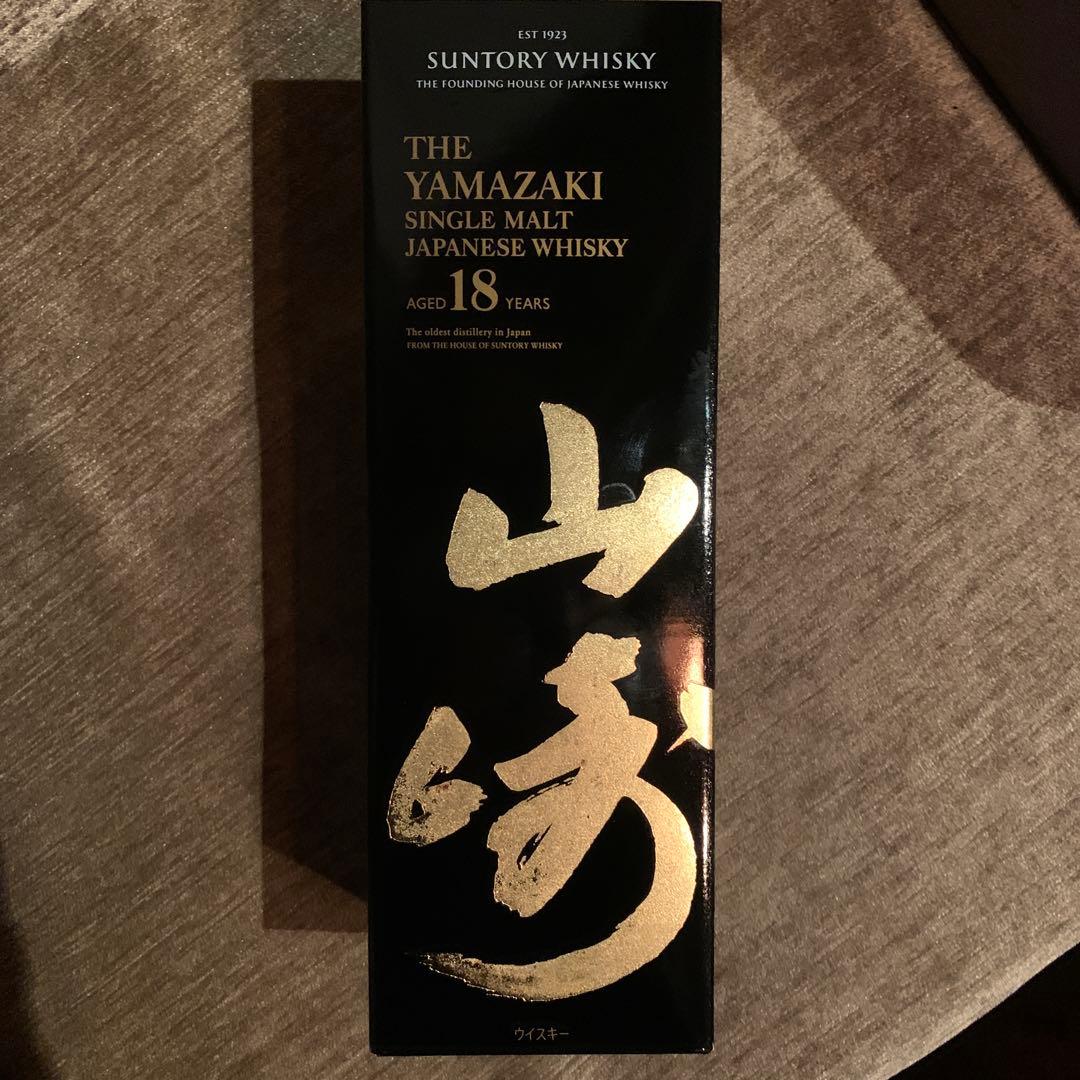 EST 1923
SUNTORY WHISKY
THE FOUNDING HOUSE OF JAPANESE WHISKY
THE
YAMAZAKI
SINGLE MALT
JAPANESE WHISKY
AGED 18 YEARS
The oldest distillery in Japan
FROM THE HOUSE OF SUNTORY WHISKY
山
崎
ウイスキー